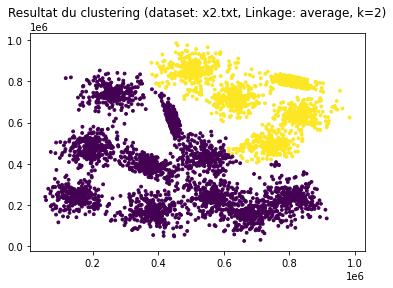 Resultat du clustering (dataset: x2.txt, Linkage: average, k=2)
1e6
1.0
0.8
0.6
0.4
0.2
0.0
0.2 0.4 0.6 0.8 1.0
1e6